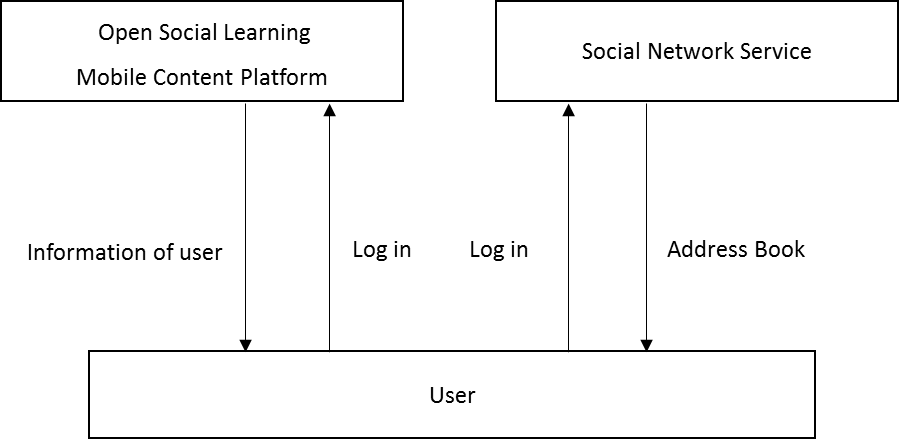 Open Social Learning
Mobile Content Platform
Social Network Service
Information of user
Log in
Log in
Address Book
User